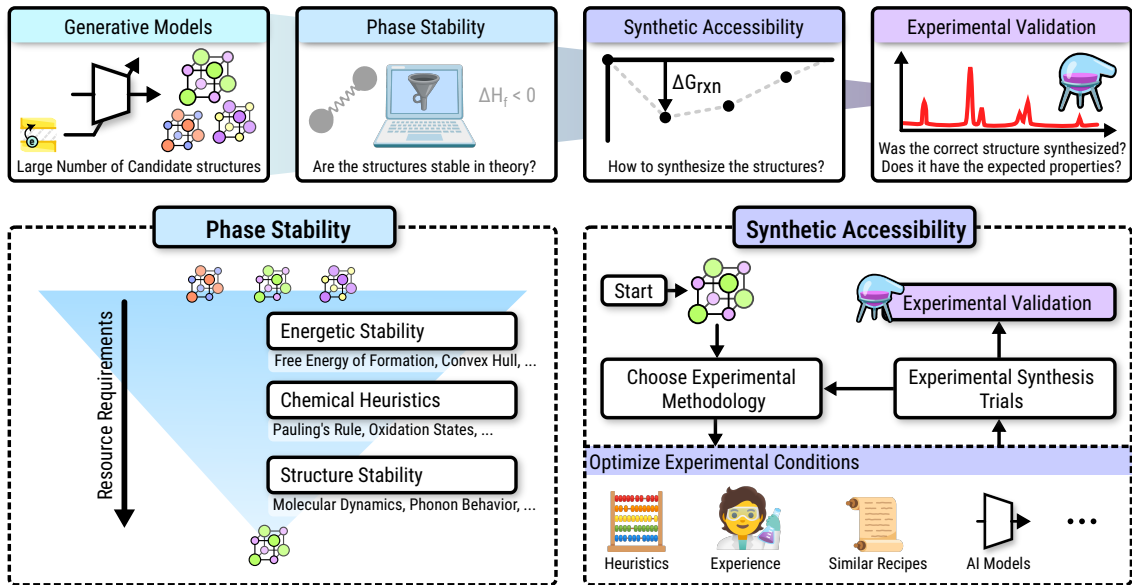 Generative Models
Large Number of Candidate structures
Phase Stability
ΔHf < 0
Are the structures stable in theory?
Synthetic Accessibility
ΔGrxn
How to synthesize the structures?
Experimental Validation
Was the correct structure synthesized?
Does it have the expected properties?
Phase Stability
Resource Requirements
Energetic Stability
Free Energy of Formation, Convex Hull, ...
Chemical Heuristics
Pauling's Rule, Oxidation States, ...
Structure Stability
Molecular Dynamics, Phonon Behavior, ...
Synthetic Accessibility
Start
Experimental Validation
Choose Experimental
Methodology
Experimental Synthesis
Trials
Optimize Experimental Conditions
Heuristics
Experience
Similar Recipes
AI Models
...